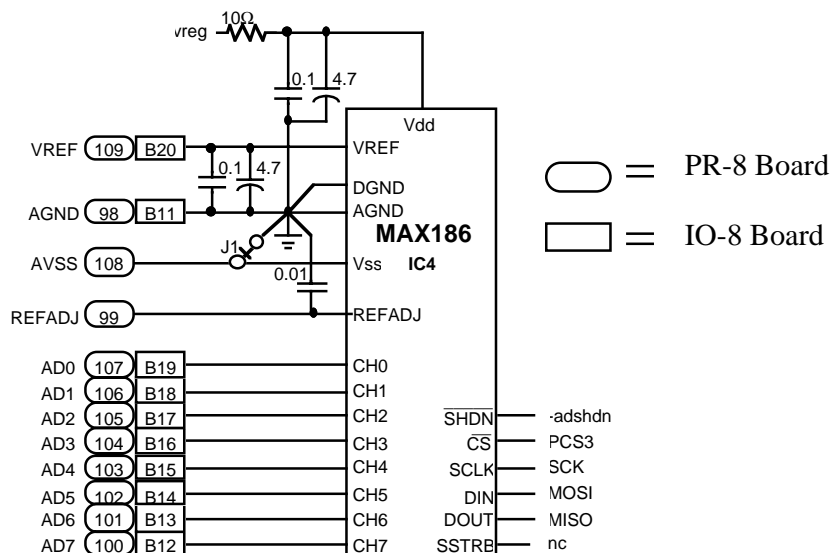 10Ω
vreg
0.1 4.7
Vdd
VREF 109 B20 VREF
0.1 4.7
DGND
AGND 98 B11 AGND
J1
MAX186
AVSS 108 Vss IC4
0.01
REFADJ 99 REFADJ
PR-8 Board
IO-8 Board
AD0 107 B19 CH0
AD1 106 B18 CH1
AD2 105 B17 CH2 SHDN -adshdn
AD3 104 B16 CH3 CS PCS3
AD4 103 B15 CH4 SCLK SCK
AD5 102 B14 CH5 DIN MOSI
AD6 101 B13 CH6 DOUT MISO
AD7 100 B12 CH7 SSTRB nc